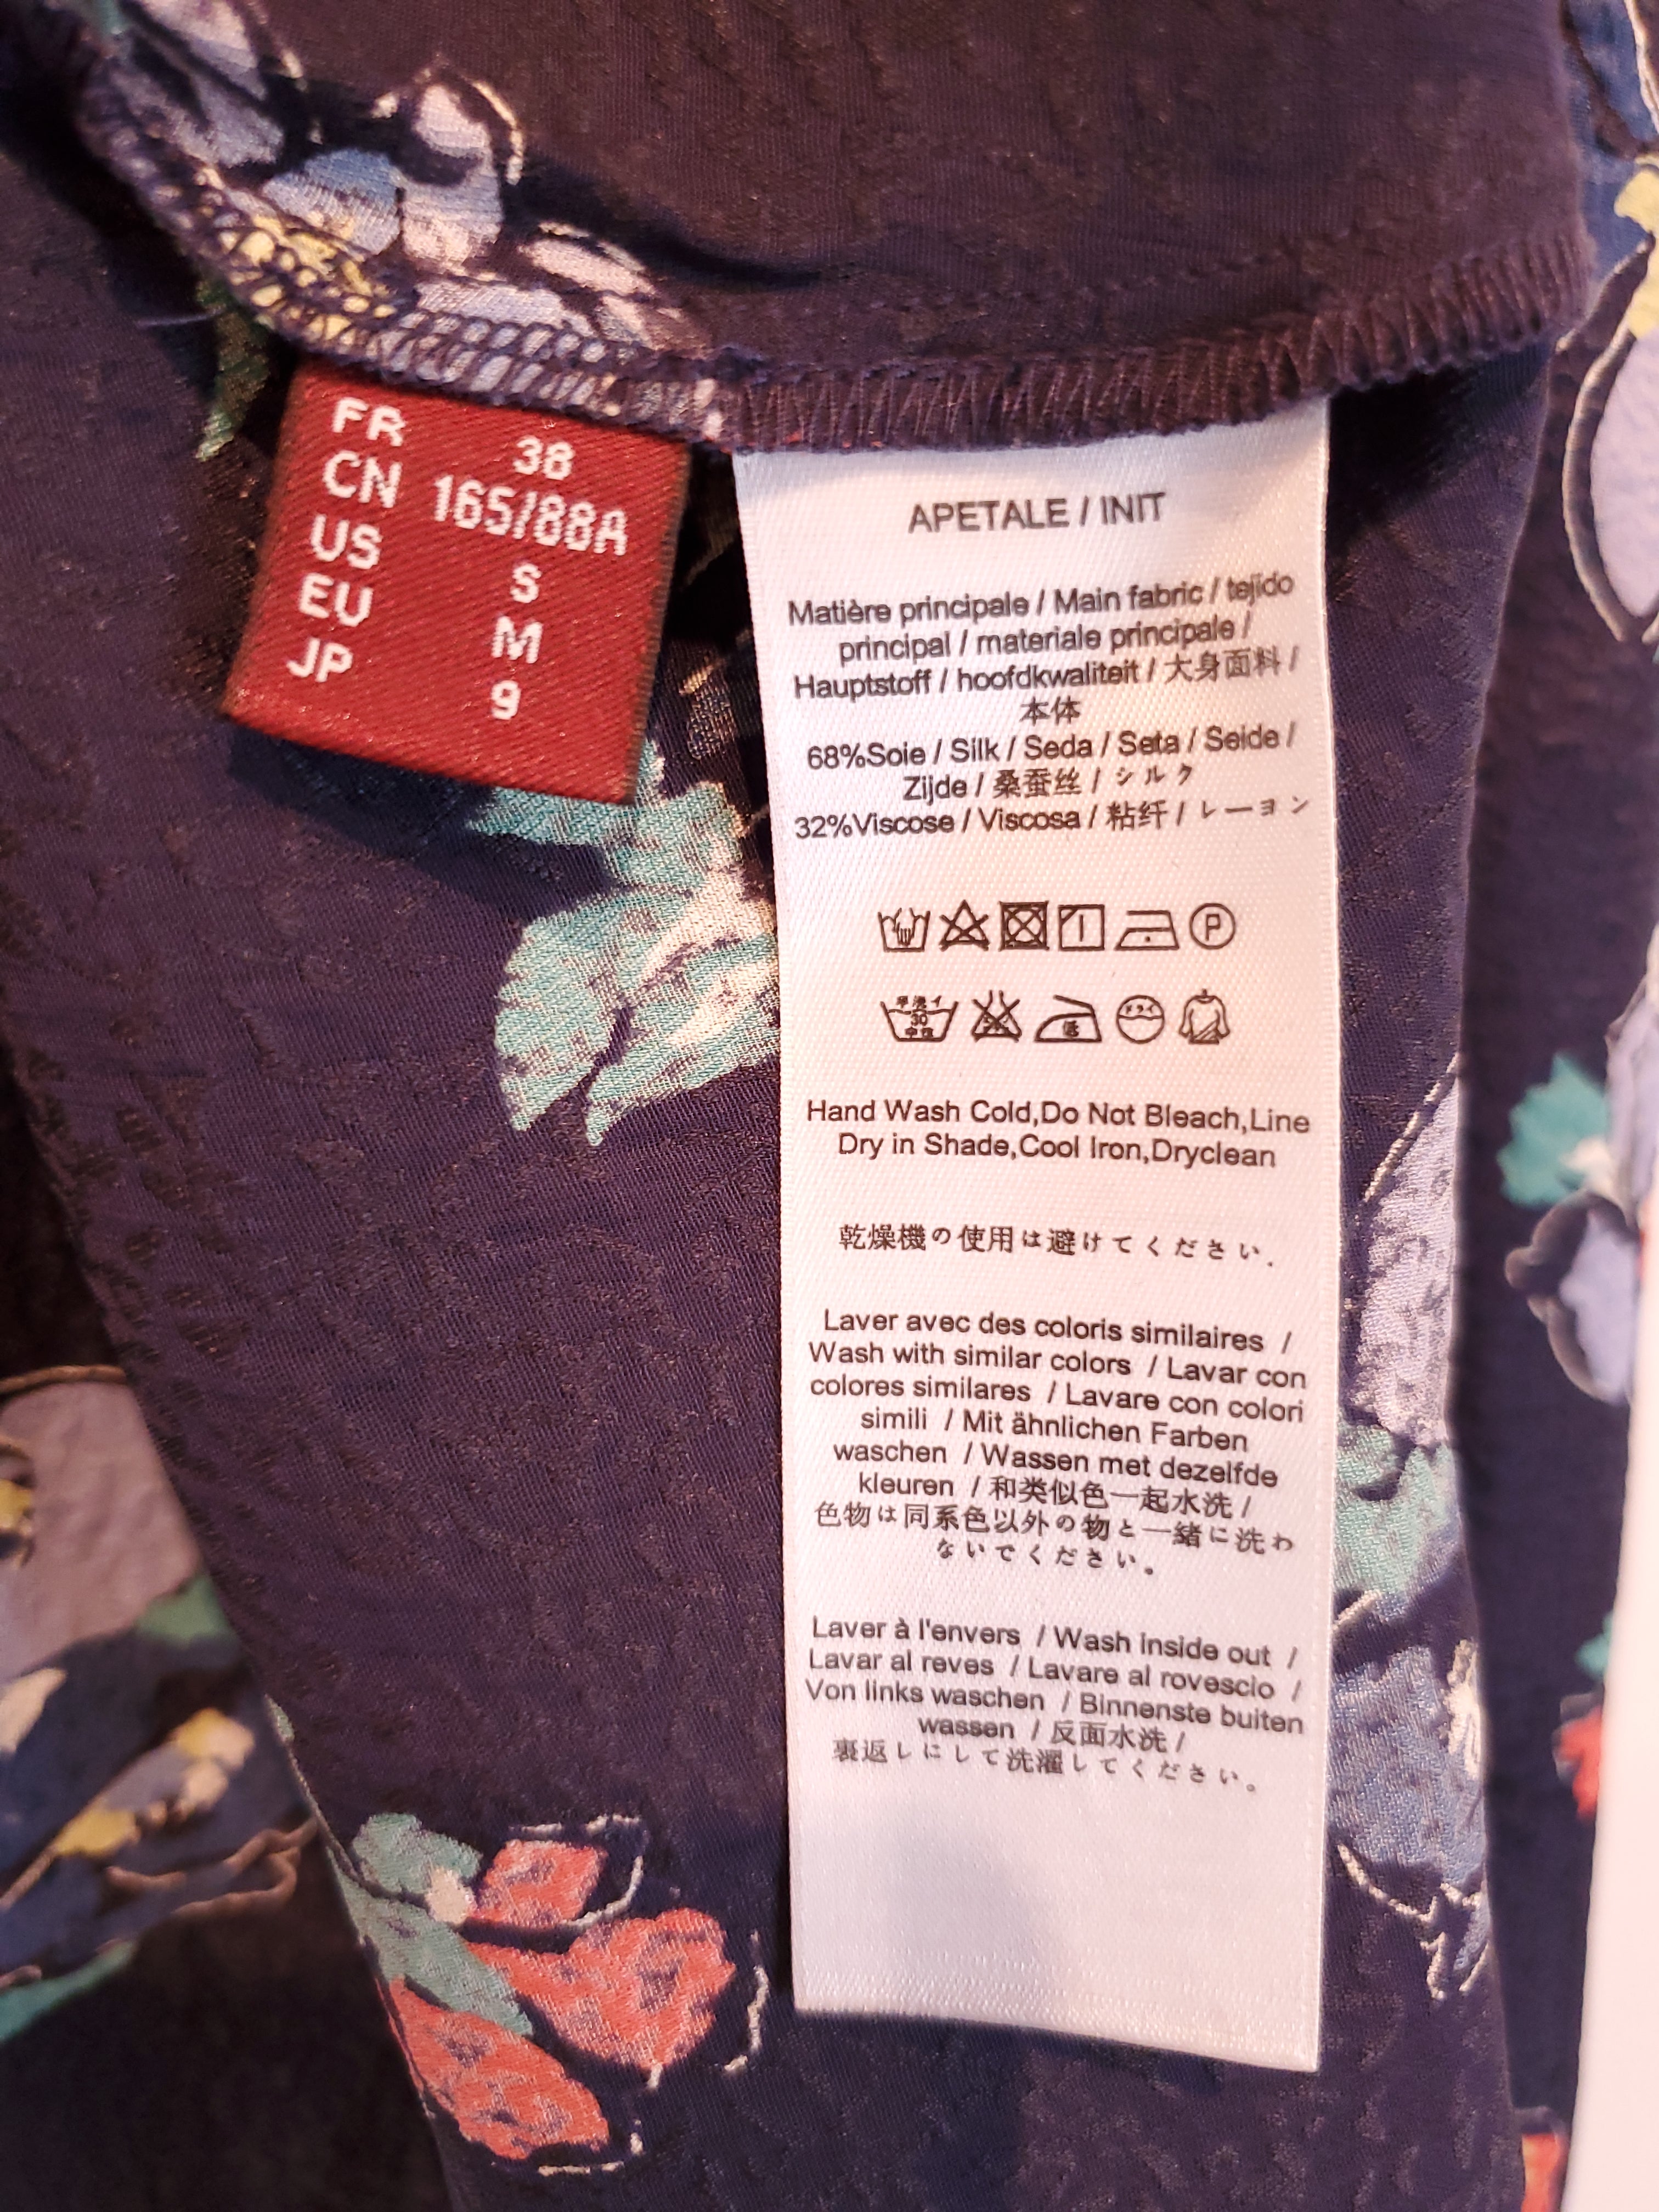 FR 38
CN 165/88A
US S
EU M
JP 9
APETALE / INIT
Matière principale / Main fabric / tejido
principal / materiale principale /
Hauptstoff / hoofdkwaliteit / 大身面料 /
本体
68%Soie / Silk / Seda / Seta / Seide /
Zijde / 桑蚕丝 / シルク
32%Viscose / Viscosa / 粘纤 / レーヨン
P
30
低
ドライ
Hand Wash Cold,Do Not Bleach,Line
Dry in Shade,Cool Iron,Dryclean
乾燥機の使用は避けてください.
Laver avec des coloris similaires /
Wash with similar colors / Lavar con
colores similares / Lavare con colori
simili / Mit ähnlichen Farben
waschen / Wassen met dezelfde
kleuren / 和类似色一起水洗 /
色物は同系色以外の物と一緒に洗わ
ないでください。
Laver à l'envers / Wash inside out /
Lavar al reves / Lavare al rovescio /
Von links waschen / Binnenste buiten
wassen / 反面水洗 /
裏返しにして洗濯してください。